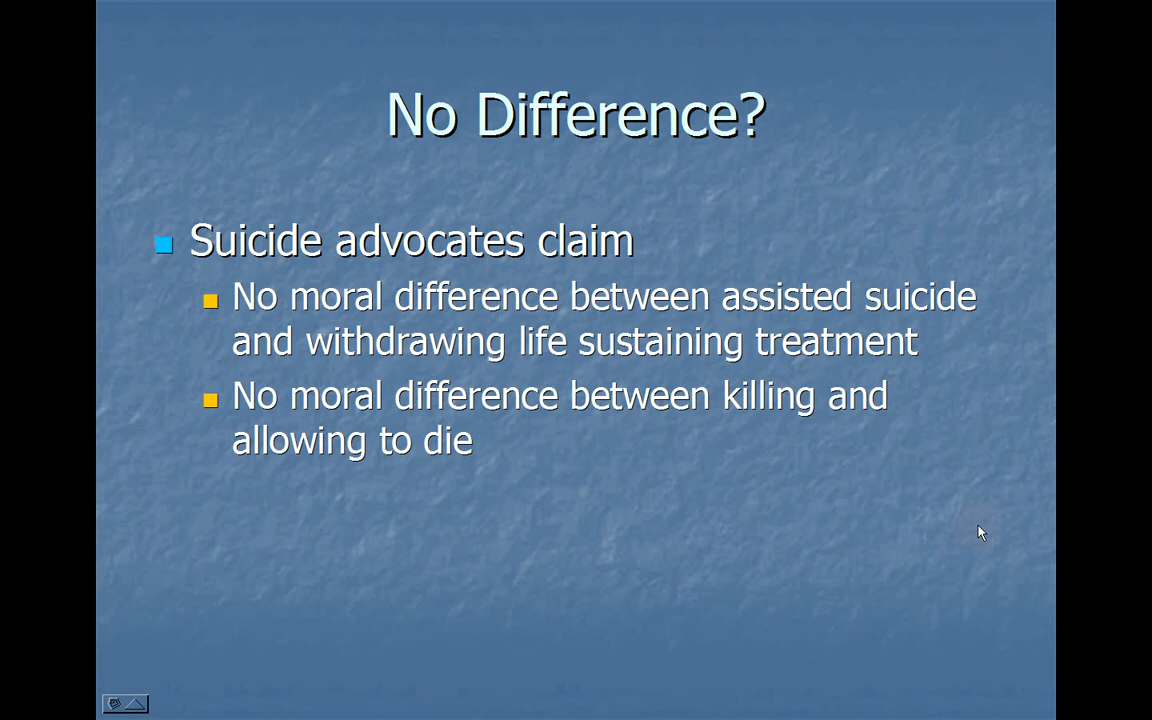 No Difference?
Suicide advocates claim
No moral difference between assisted suicide
and withdrawing life sustaining treatment
No moral difference between killing and
allowing to die